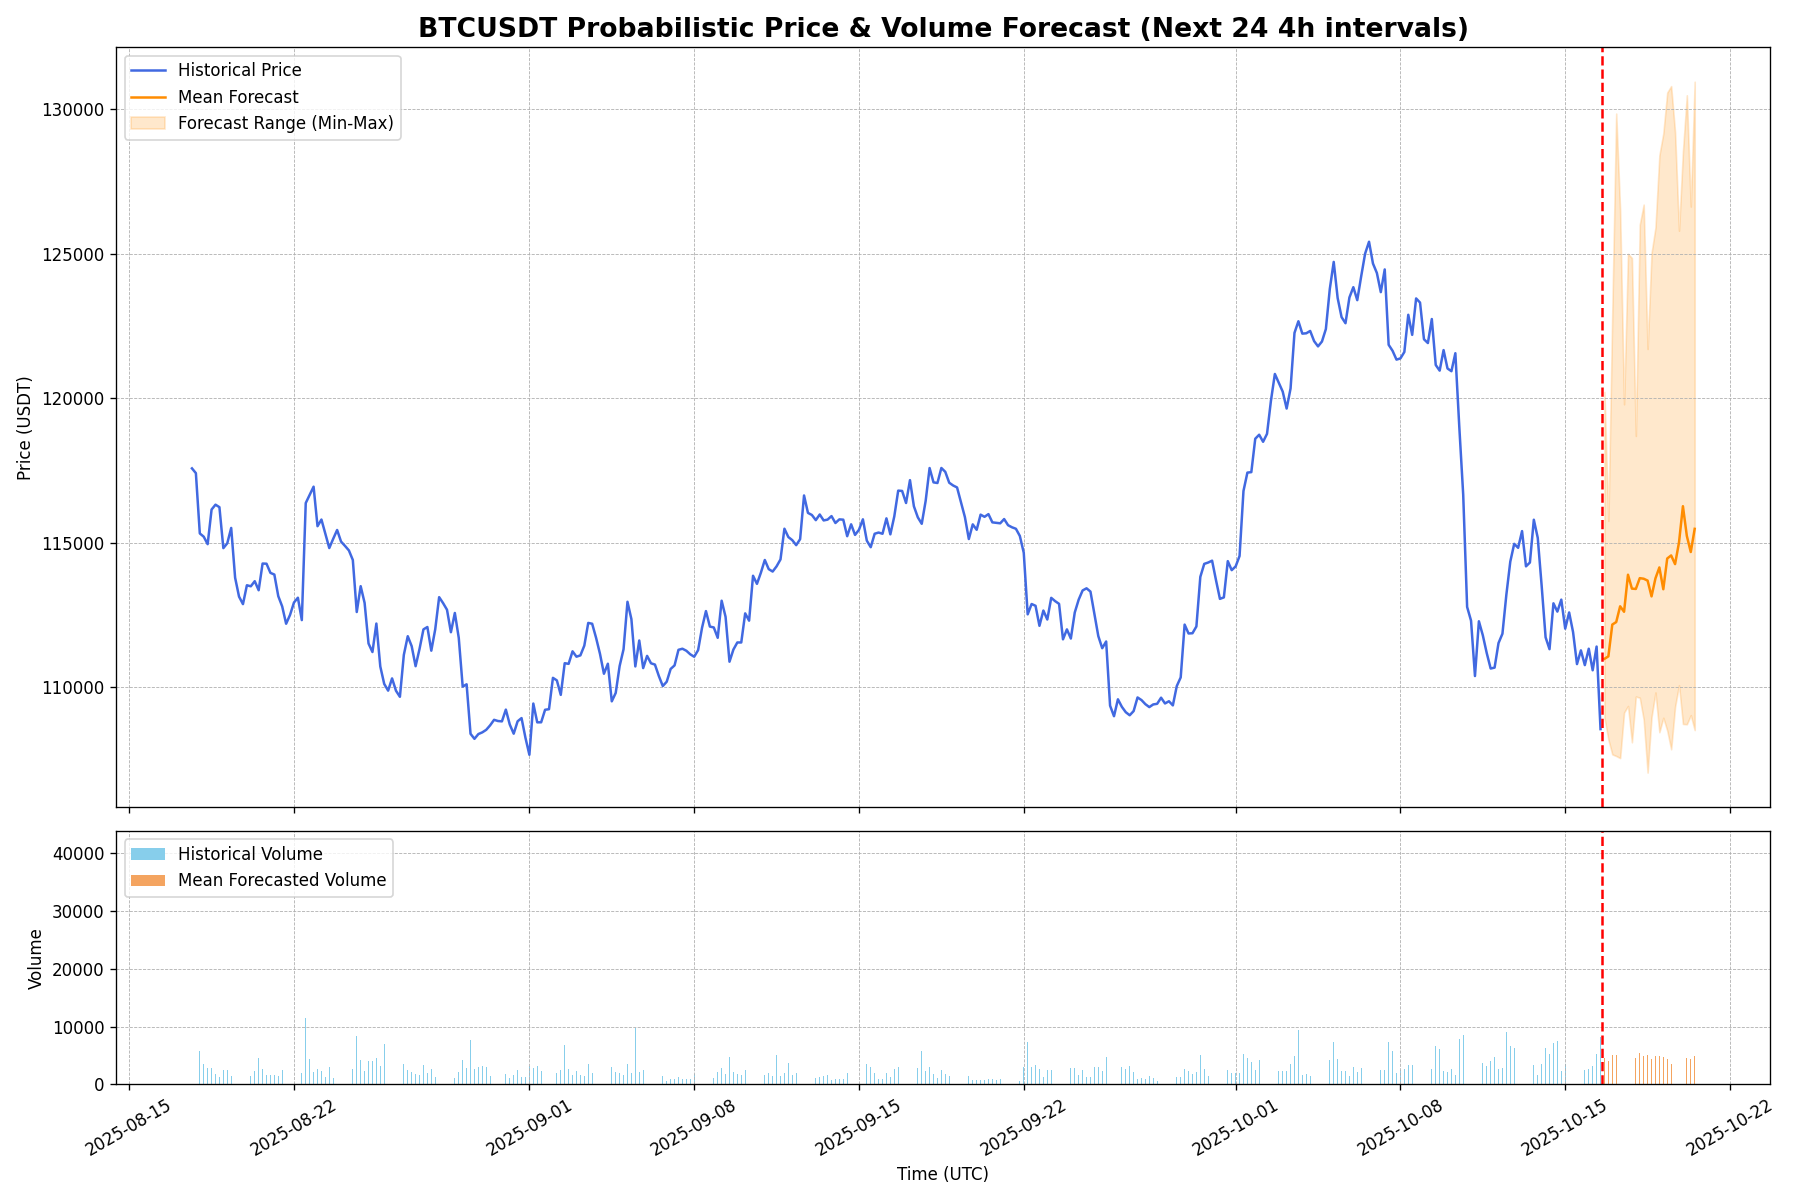 BTCUSDT Probabilistic Price & Volume Forecast (Next 24 4h intervals)
Historical Price
Mean Forecast
Forecast Range (Min-Max)
130000
125000
120000
115000
110000
Price (USDT)
Historical Volume
Mean Forecasted Volume
40000
30000
20000
10000
0
Volume
2025-08-15
2025-08-22
2025-09-01
2025-09-08
2025-09-15
2025-09-22
2025-10-01
2025-10-08
2025-10-15
2025-10-22
Time (UTC)